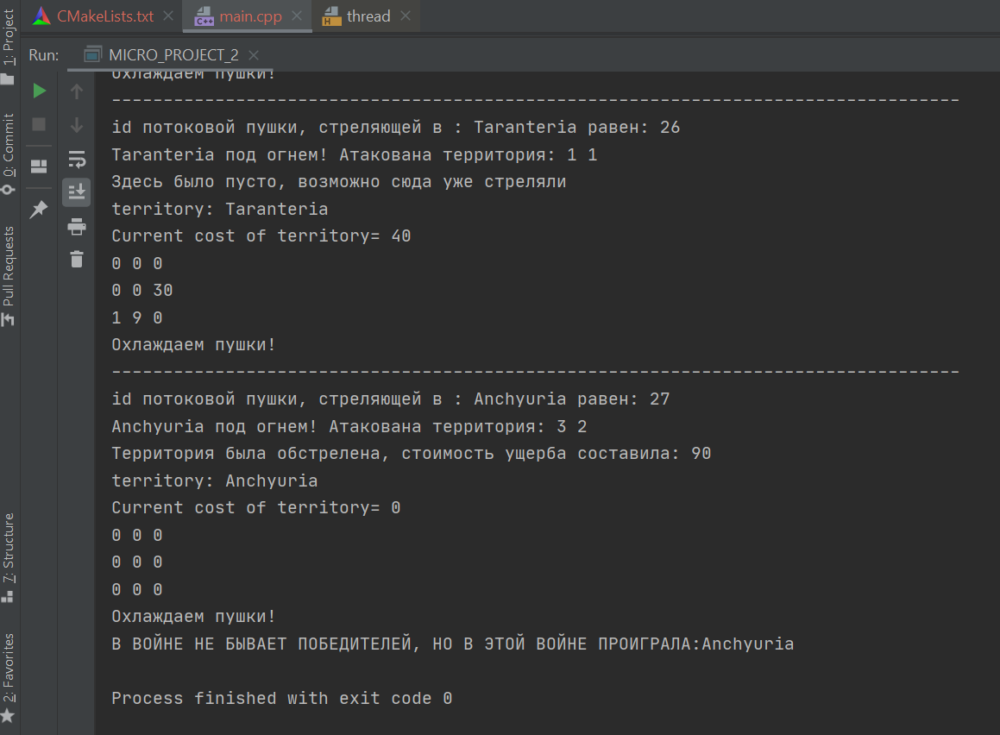 CMakeLists.txt main.cpp thread
Run: MICRO_PROJECT_2
1: Project
0: Commit
Pull Requests
7: Structure
2: Favorites
Охлаждаем пушки!
----------------------------------------------------------------------------------
id потоковой пушки, стреляющей в : Taranteria равен: 26
Taranteria под огнем! Атакована территория: 1 1
Здесь было пусто, возможно сюда уже стреляли
territory: Taranteria
Current cost of territory= 40
0 0 0
0 0 30
1 9 0
Охлаждаем пушки!
----------------------------------------------------------------------------------
id потоковой пушки, стреляющей в : Anchyuria равен: 27
Anchyuria под огнем! Атакована территория: 3 2
Территория была обстрелена, стоимость ущерба составила: 90
territory: Anchyuria
Current cost of territory= 0
0 0 0
0 0 0
0 0 0
Охлаждаем пушки!
В ВОЙНЕ НЕ БЫВАЕТ ПОБЕДИТЕЛЕЙ, НО В ЭТОЙ ВОЙНЕ ПРОИГРАЛА:Anchyuria
Process finished with exit code 0